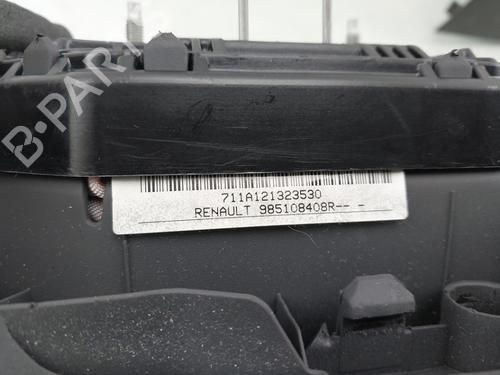 B-PARTS
711A121323530
RENAULT 985108408R-- -